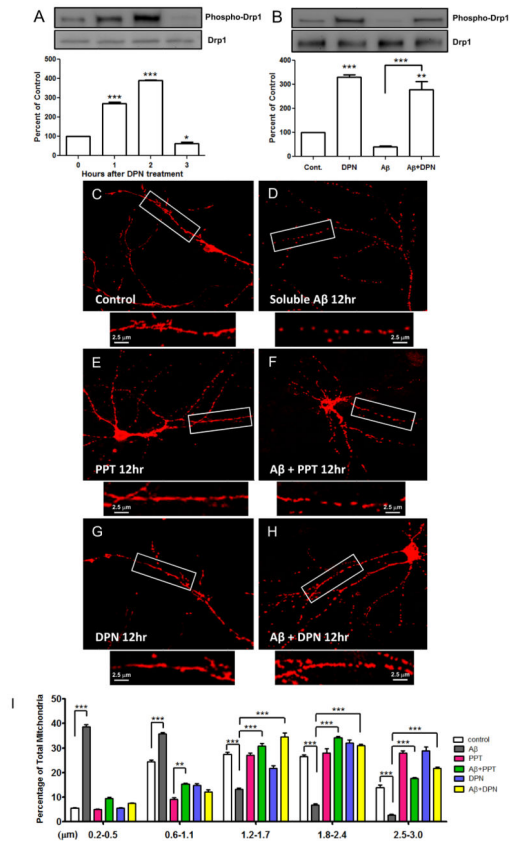 A
Phospho-Drp1
Drp1
Percent of Control
500
400
300
200
100
0
***
***
*
0 1 2 3
Hours after DPN treatment
B
Phospho-Drp1
Drp1
Percent of Control
400
300
200
100
0
***
***
**
Cont. DPN Aβ Aβ+DPN
C
Control
2.5 μm
D
Soluble Aβ 12hr
2.5 μm
E
PPT 12hr
2.5 μm
F
Aβ + PPT 12hr
2.5 μm
G
DPN 12hr
2.5 μm
H
Aβ + DPN 12hr
2.5 μm
I
Percentage of Total Mitochondria
50
40
30
20
10
0
***
***
**
***
***
***
***
***
***
***
***
***
control
Aβ
PPT
Aβ+PPT
DPN
Aβ+DPN
(μm) 0.2-0.5 0.6-1.1 1.2-1.7 1.8-2.4 2.5-3.0